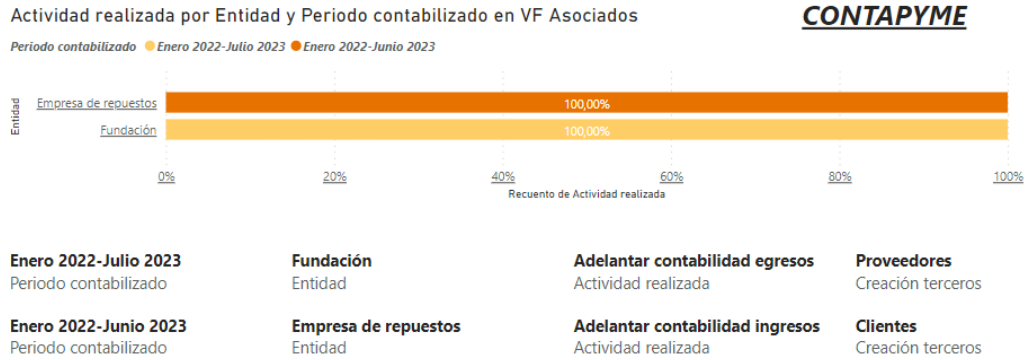 Actividad realizada por Entidad y Periodo contabilizado en VF Asociados
CONTAPYME
Periodo contabilizado Enero 2022-Julio 2023 Enero 2022-Junio 2023
Entidad
Empresa de repuestos 100,00%
Fundación 100,00%
0% 20% 40% 60% 80% 100%
Recuento de Actividad realizada
Enero 2022-Julio 2023 Fundación Adelantar contabilidad egresos Proveedores
Periodo contabilizado Entidad Actividad realizada Creación terceros
Enero 2022-Junio 2023 Empresa de repuestos Adelantar contabilidad ingresos Clientes
Periodo contabilizado Entidad Actividad realizada Creación terceros